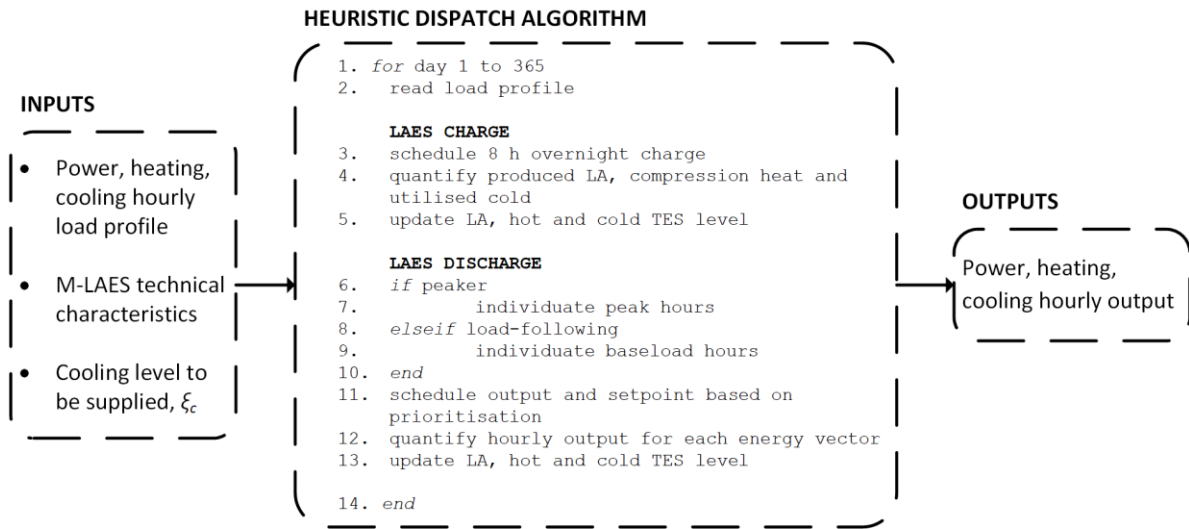 HEURISTIC DISPATCH ALGORITHM
INPUTS
• Power, heating,
cooling hourly
load profile
• M-LAES technical
characteristics
• Cooling level to
be supplied, ξc
1. for day 1 to 365
2. read load profile
LAES CHARGE
3. schedule 8 h overnight charge
4. quantify produced LA, compression heat and
utilised cold
5. update LA, hot and cold TES level
LAES DISCHARGE
6. if peaker
7. individuate peak hours
8. elseif load-following
9. individuate baseload hours
10. end
11. schedule output and setpoint based on
prioritisation
12. quantify hourly output for each energy vector
13. update LA, hot and cold TES level
14. end
OUTPUTS
Power, heating,
cooling hourly output